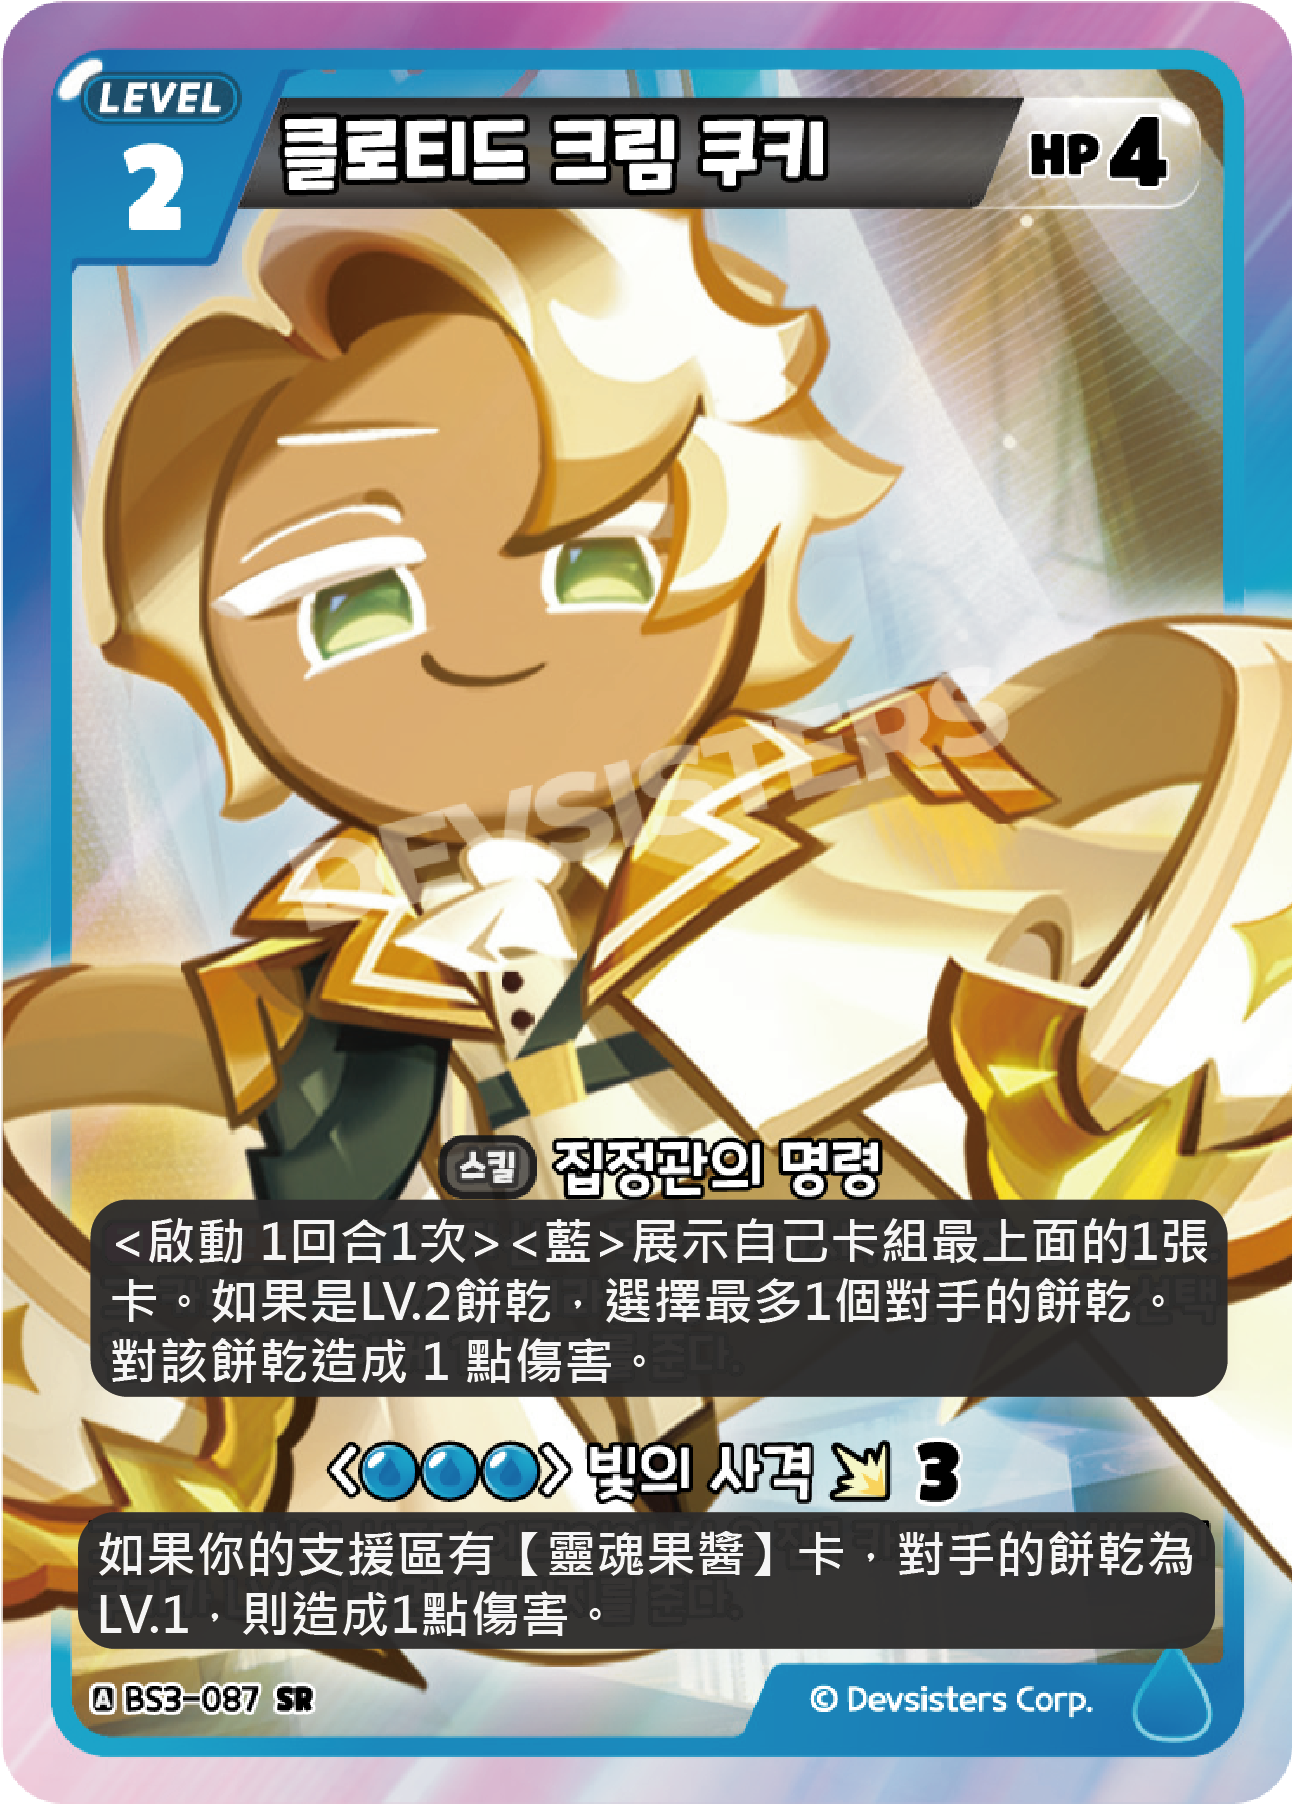 LEVEL
2
클로티드 크림 쿠키
HP 4
DEVSISTERS
스킬 집정관의 명령
<啟動 1回合1次><藍>展示自己卡組最上面的1張
卡。如果是LV.2餅乾，選擇最多1個對手的餅乾。
對該餅乾造成 1 點傷害。
빛의 사격 3
如果你的支援區有【靈魂果醬】卡，對手的餅乾為
LV.1，則造成1點傷害。
A BS3-087 SR
© Devsisters Corp.